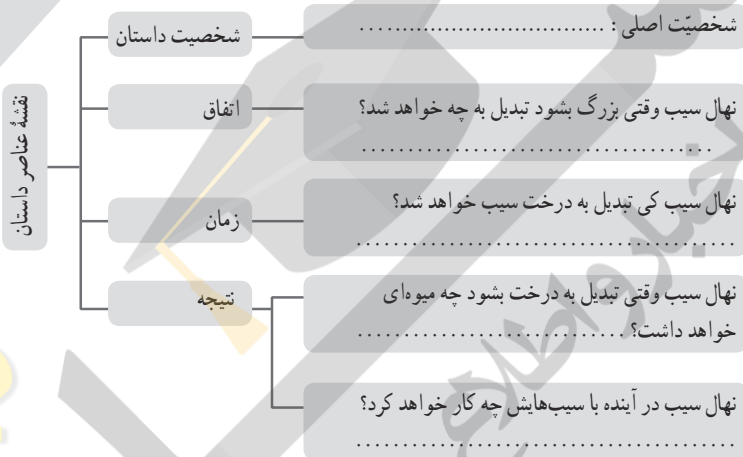 نقشهٔ عناصر داستان
شخصیت داستان
شخصیّت اصلی : ....................................
اتفاق
نهال سیب وقتی بزرگ بشود تبدیل به چه خواهد شد؟
......................................
زمان
نهال سیب کی تبدیل به درخت سیب خواهد شد؟
.........................................
نتیجه
نهال سیب وقتی تبدیل به درخت بشود چه میوه‌ای
خواهد داشت؟ .............................
نهال سیب در آینده با سیب‌هایش چه کار خواهد کرد؟
.........................................
اخبار و اطلاع